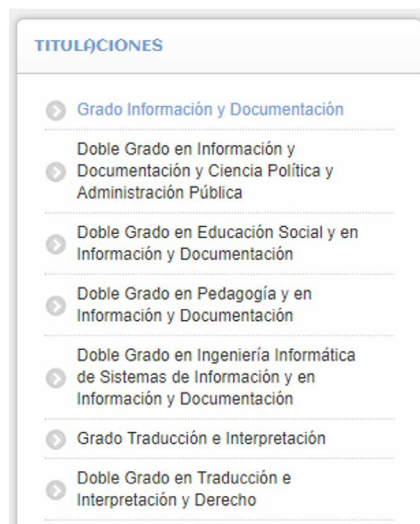 TITULACIONES
Grado Información y Documentación
Doble Grado en Información y
Documentación y Ciencia Política y
Administración Pública
Doble Grado en Educación Social y en
Información y Documentación
Doble Grado en Pedagogía y en
Información y Documentación
Doble Grado en Ingeniería Informática
de Sistemas de Información y en
Información y Documentación
Grado Traducción e Interpretación
Doble Grado en Traducción e
Interpretación y Derecho